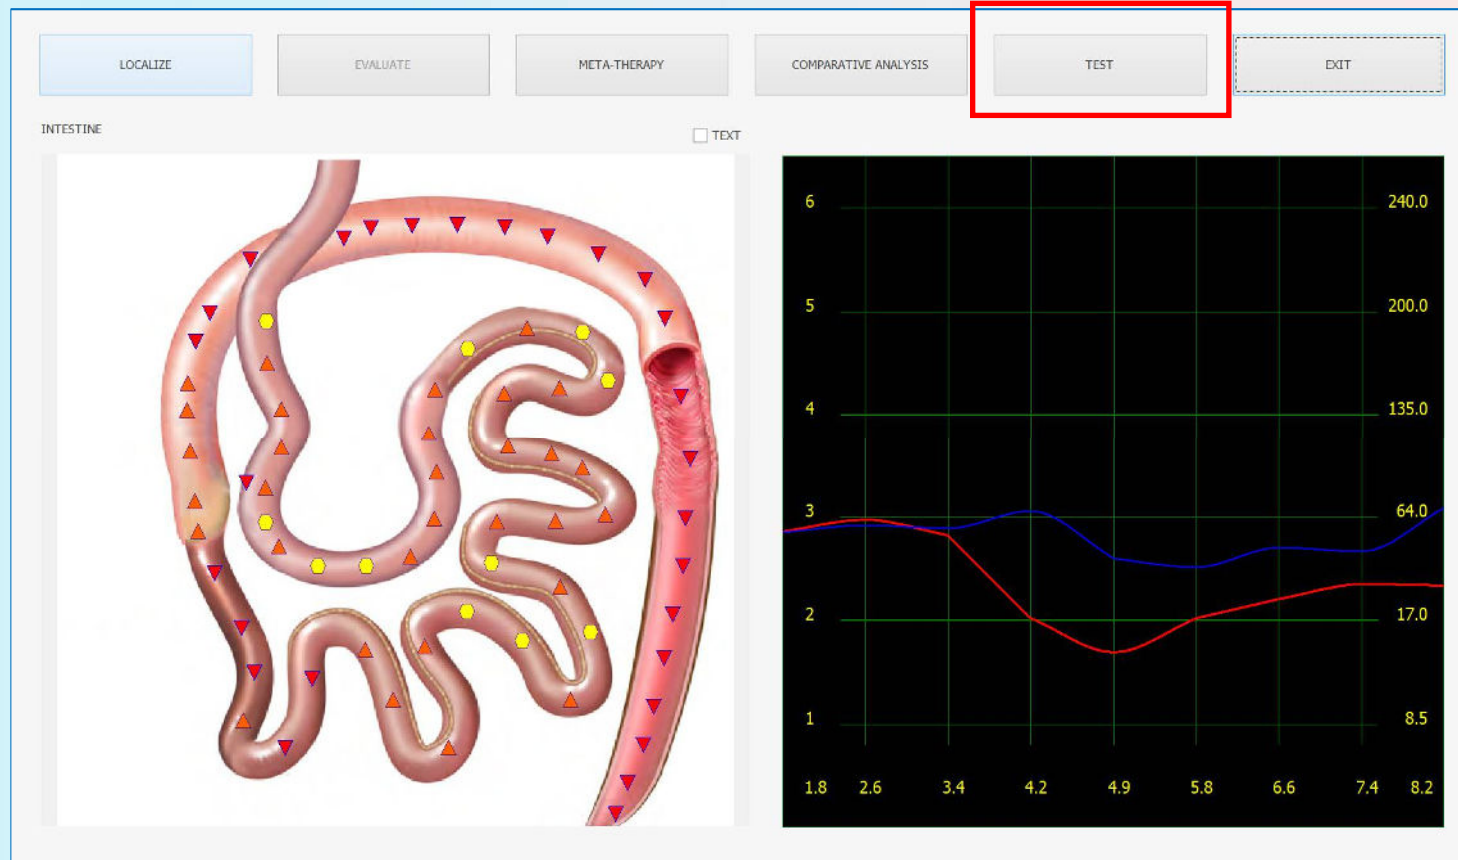 LOCALIZE
EVALUATE
META-THERAPY
COMPARATIVE ANALYSIS
TEST
EXIT
INTESTINE
TEXT
6 240.0
5 200.0
4 135.0
3 64.0
2 17.0
1 8.5
1.8 2.6 3.4 4.2 4.9 5.8 6.6 7.4 8.2